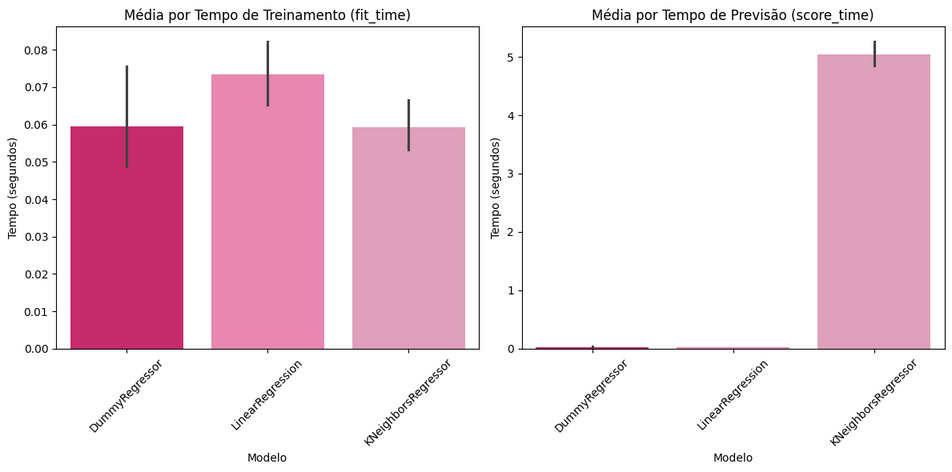 Média por Tempo de Treinamento (fit_time)
Tempo (segundos)
0.08
0.07
0.06
0.05
0.04
0.03
0.02
0.01
0.00
DummyRegressor
LinearRegression
KNeighborsRegressor
Modelo
Média por Tempo de Previsão (score_time)
Tempo (segundos)
5
4
3
2
1
0
DummyRegressor
LinearRegression
KNeighborsRegressor
Modelo